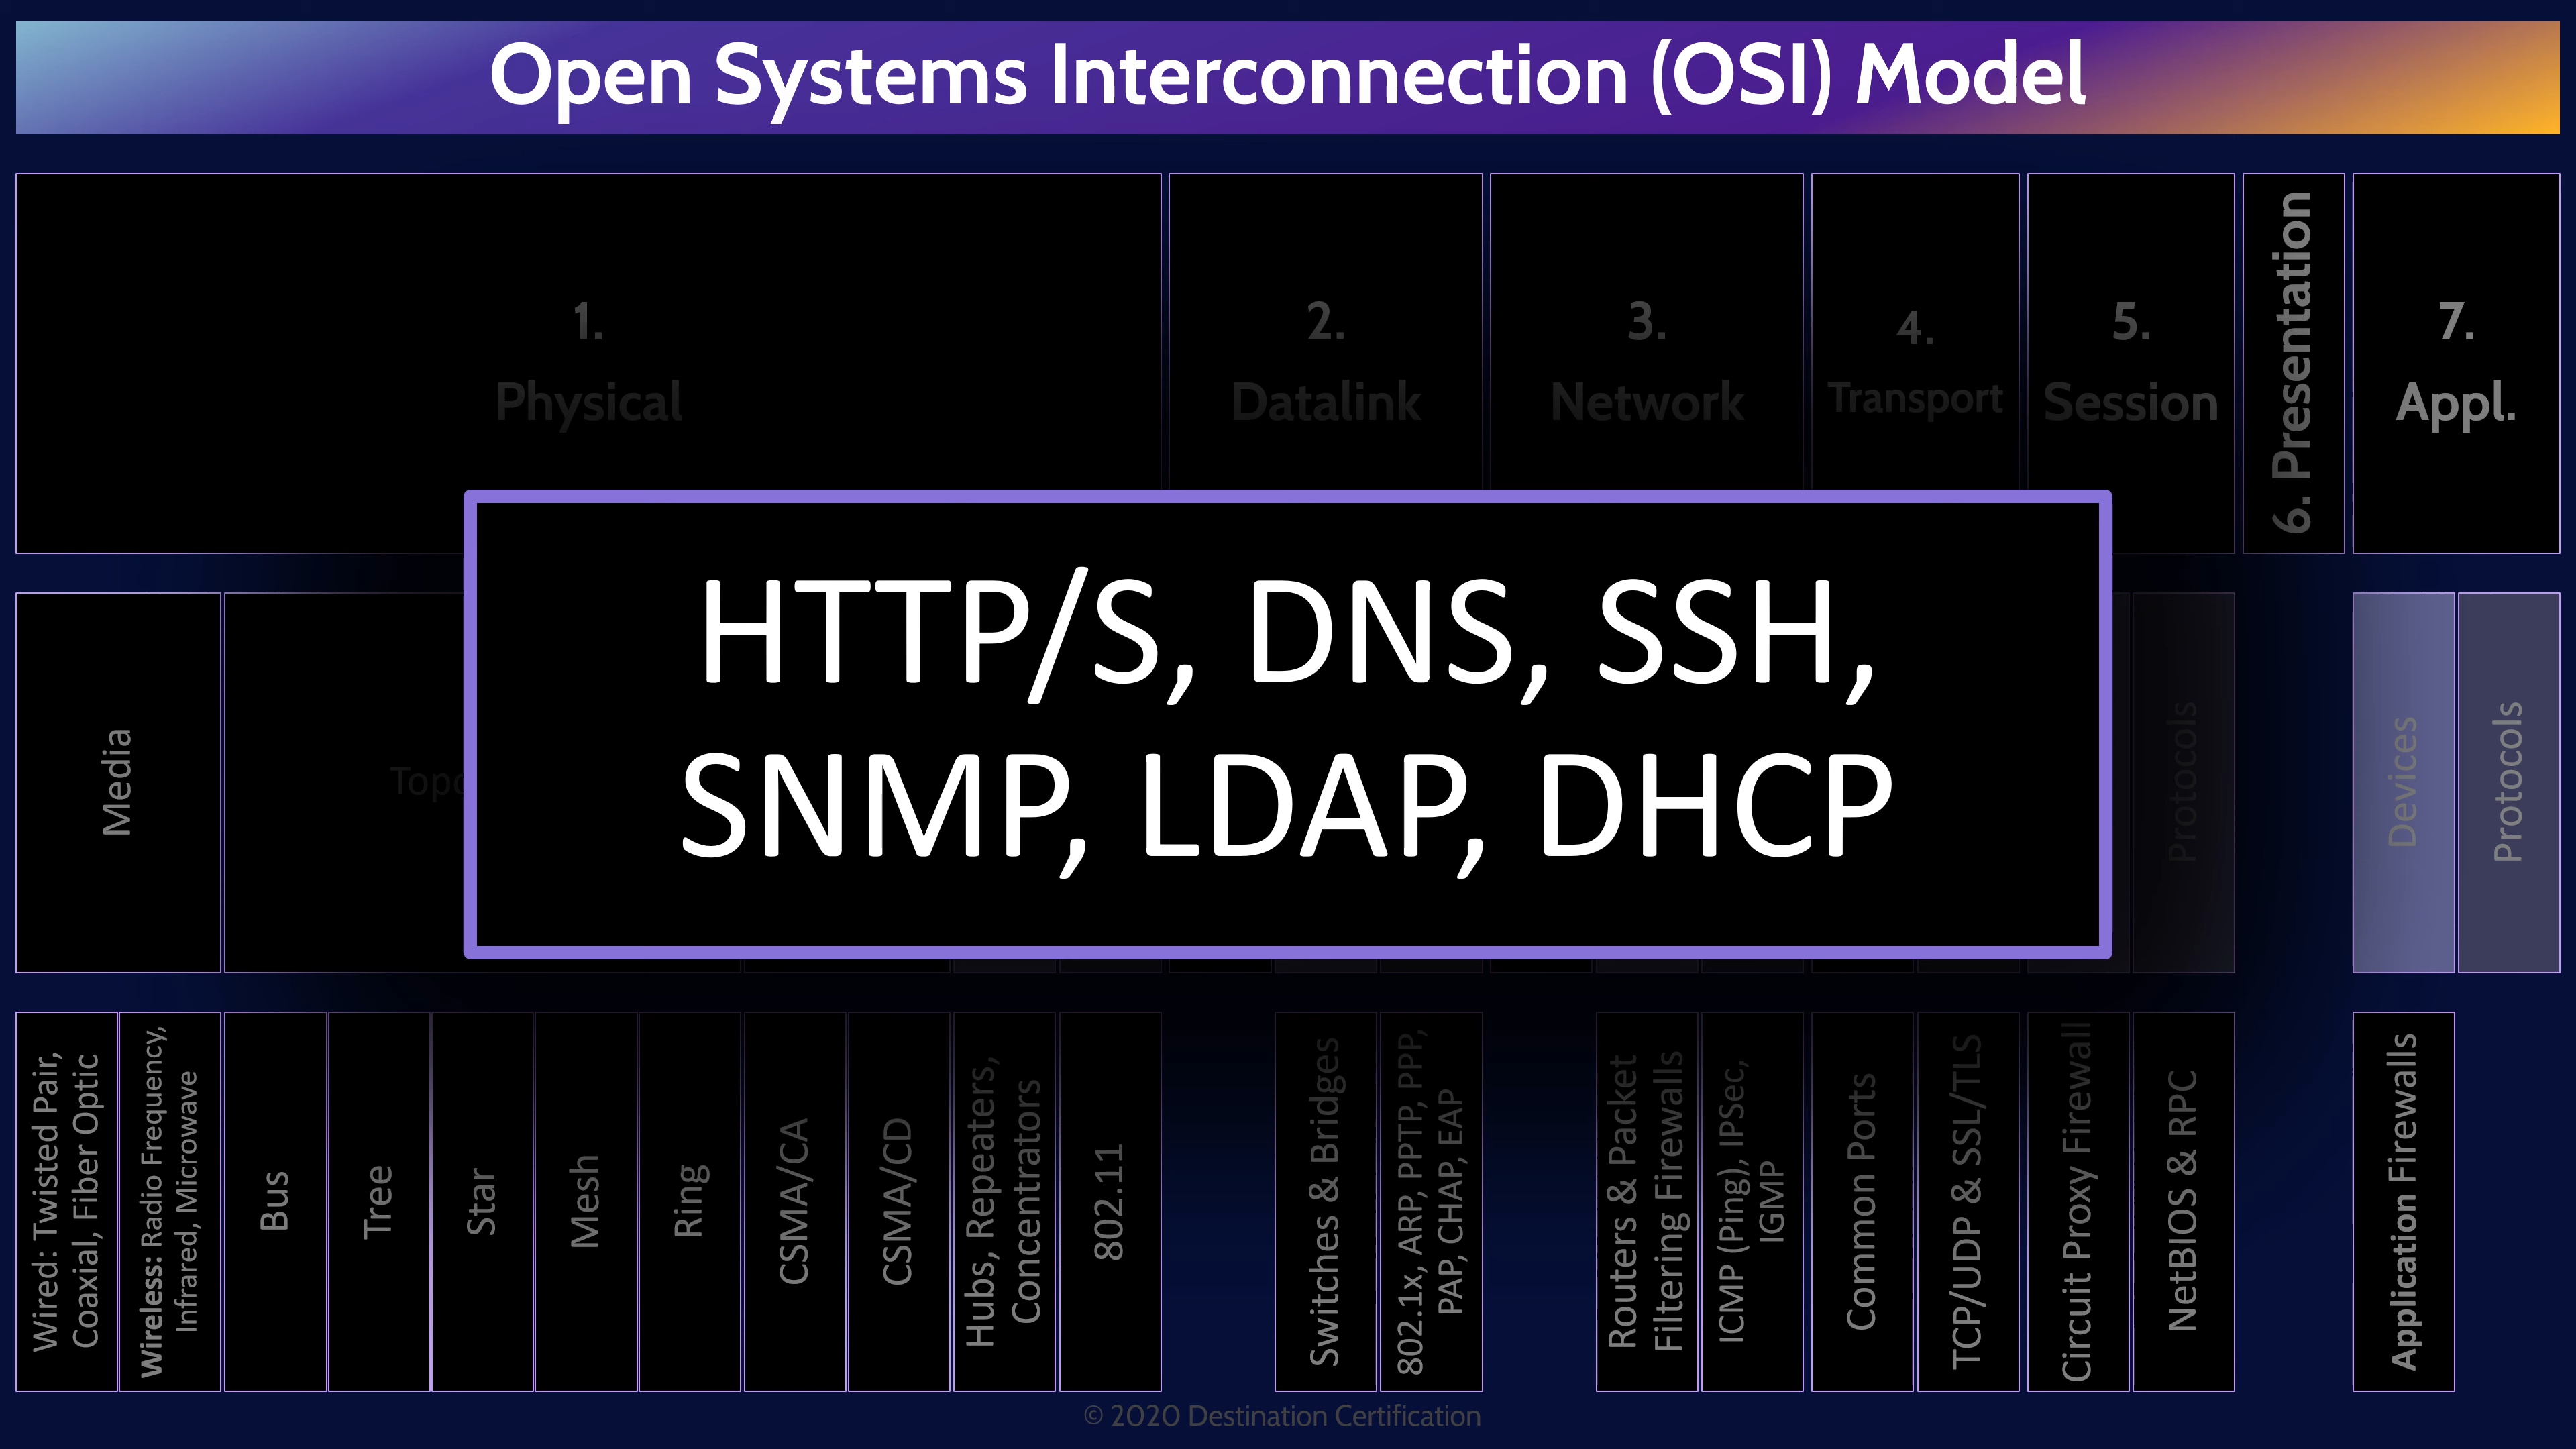 Open Systems Interconnection (OSI) Model
1.
Physical
2.
Datalink
3.
Network
4.
Transport
5.
Session
6. Presentation
7.
Appl.
HTTP/S, DNS, SSH,
SNMP, LDAP, DHCP
Media
Topo
Protocols
Devices
Protocols
Wired: Twisted Pair,
Coaxial, Fiber Optic
Wireless: Radio Frequency,
Infrared, Microwave
Bus
Tree
Star
Mesh
Ring
CSMA/CA
CSMA/CD
Hubs, Repeaters,
Concentrators
802.11
Switches & Bridges
802.1x, ARP, PPTP, PPP,
PAP, CHAP, EAP
Routers & Packet
Filtering Firewalls
ICMP (Ping), IPSec,
IGMP
Common Ports
TCP/UDP & SSL/TLS
Circuit Proxy Firewall
NetBIOS & RPC
Application Firewalls
© 2020 Destination Certification